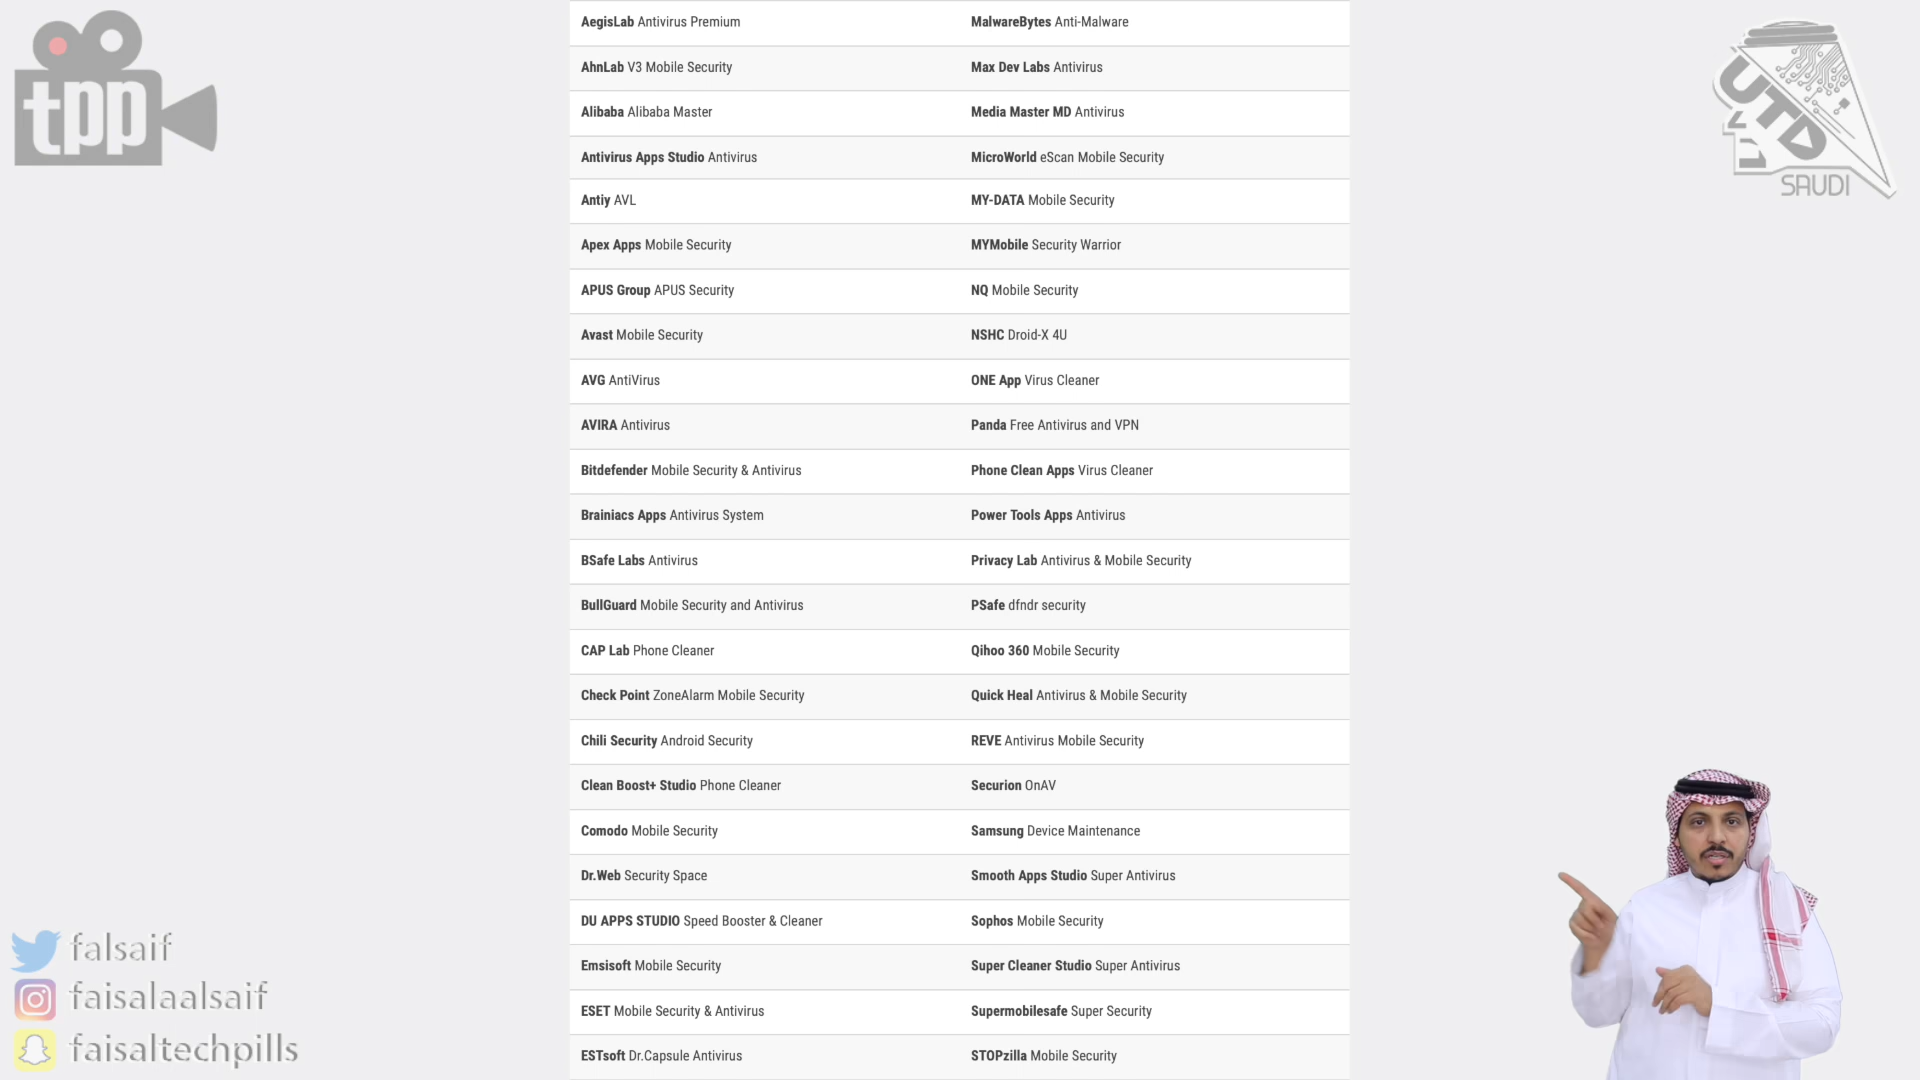 tpp
AegisLab Antivirus Premium
MalwareBytes Anti-Malware
AhnLab V3 Mobile Security
Max Dev Labs Antivirus
Alibaba Alibaba Master
Media Master MD Antivirus
Antivirus Apps Studio Antivirus
MicroWorld eScan Mobile Security
Antiy AVL
MY-DATA Mobile Security
Apex Apps Mobile Security
MYMobile Security Warrior
APUS Group APUS Security
NQ Mobile Security
Avast Mobile Security
NSHC Droid-X 4U
AVG AntiVirus
ONE App Virus Cleaner
AVIRA Antivirus
Panda Free Antivirus and VPN
Bitdefender Mobile Security & Antivirus
Phone Clean Apps Virus Cleaner
Brainiacs Apps Antivirus System
Power Tools Apps Antivirus
BSafe Labs Antivirus
Privacy Lab Antivirus & Mobile Security
BullGuard Mobile Security and Antivirus
PSafe dfndr security
CAP Lab Phone Cleaner
Qihoo 360 Mobile Security
Check Point ZoneAlarm Mobile Security
Quick Heal Antivirus & Mobile Security
Chili Security Android Security
REVE Antivirus Mobile Security
Clean Boost+ Studio Phone Cleaner
Securion OnAV
Comodo Mobile Security
Samsung Device Maintenance
Dr.Web Security Space
Smooth Apps Studio Super Antivirus
DU APPS STUDIO Speed Booster & Cleaner
Sophos Mobile Security
Emsisoft Mobile Security
Super Cleaner Studio Super Antivirus
ESET Mobile Security & Antivirus
Supermobilesafe Super Security
ESTsoft Dr.Capsule Antivirus
STOPzilla Mobile Security
UTD
SAUDI
falsaif
faisalaalsaif
faisaltechpills